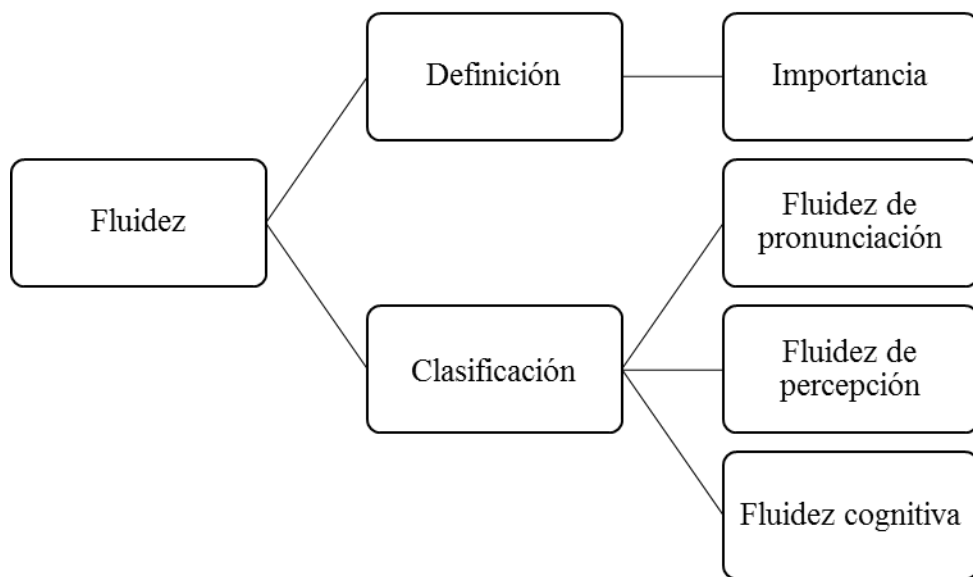 Fluidez
Definición
Importancia
Clasificación
Fluidez de
pronunciación
Fluidez de
percepción
Fluidez cognitiva